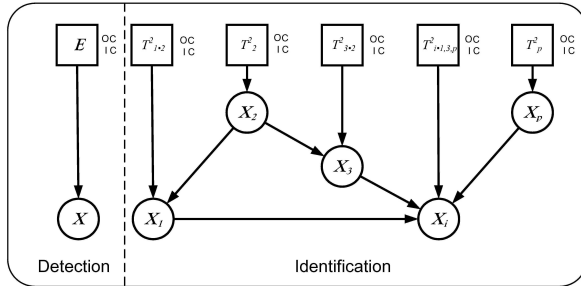 E OC IC
T²₁•₂ OC IC
T²₂ OC IC
T²₃•₂ OC IC
T²ᵢ•₁,₃,ₚ OC IC
T²ₚ OC IC
X₂
Xₚ
X₃
X
X₁
Xᵢ
Detection
Identification